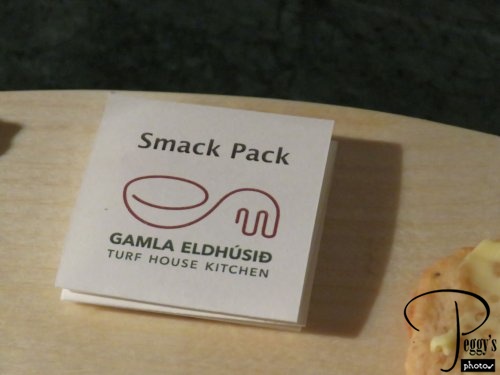 Smack Pack
GAMLA ELDHÚSIÐ
TURF HOUSE KITCHEN
Peggy's
photos